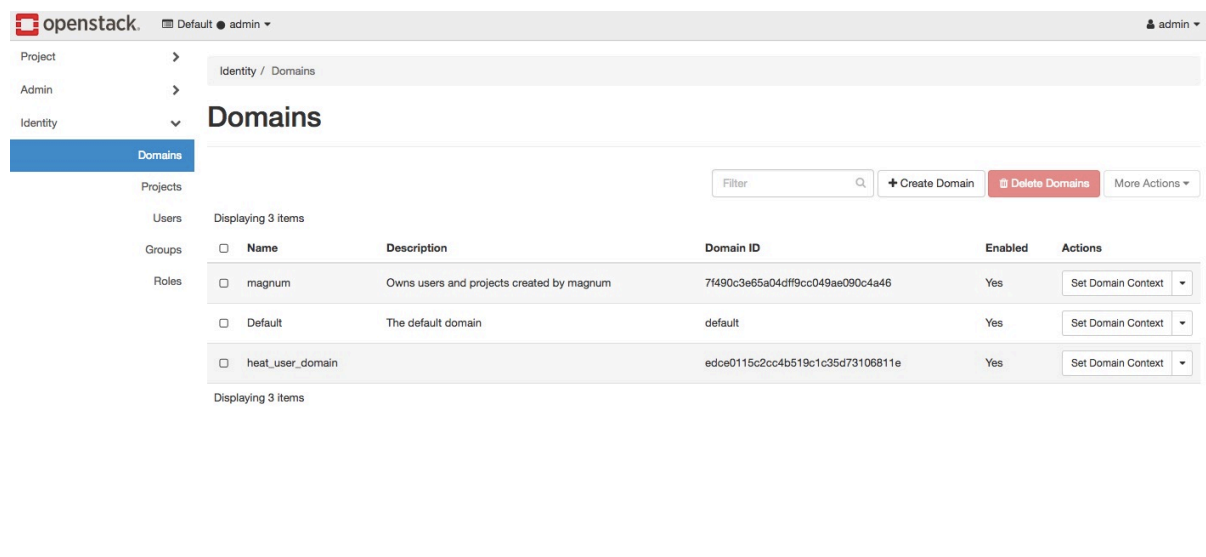 openstack. Default ● admin admin
Project
Admin
Identity
Domains
Projects
Users
Groups
Roles
Identity / Domains
Domains
Filter + Create Domain Delete Domains More Actions
Displaying 3 items
Name Description Domain ID Enabled Actions
magnum Owns users and projects created by magnum 7f490c3e65a04dff9cc049ae090c4a46 Yes Set Domain Context
Default The default domain default Yes Set Domain Context
heat_user_domain edce0115c2cc4b519c1c35d73106811e Yes Set Domain Context
Displaying 3 items